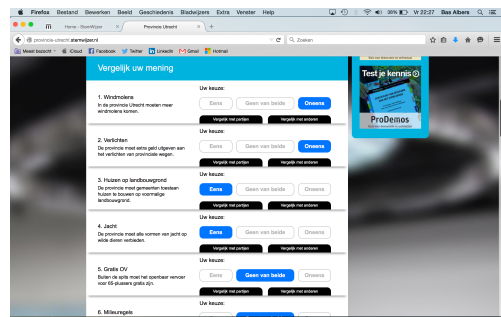 Firefox Bestand Bewerken Beeld Geschiedenis Bladwijzers Extra Venster Help 80% Vr 22:27 Bas Albers
Home - StemWijzer × Provincie Utrecht × +
provincie-utrecht.stemwijzer.nl Zoeken
Meest bezocht iCloud Facebook Twitter LinkedIn Gmail Hotmail
Vergelijk uw mening
Test je kennis
ProDemos
Uw keuze:
1. Windmolens
In de provincie Utrecht moeten meer
windmolens komen.
Eens Geen van beide Oneens
Vergelijk met partijen Vergelijk met anderen
Uw keuze:
2. Verlichten
De provincie moet extra geld uitgeven aan
het verlichten van provinciale wegen.
Eens Geen van beide Oneens
Vergelijk met partijen Vergelijk met anderen
Uw keuze:
3. Huizen op landbouwgrond
De provincie moet gemeenten toestaan
huizen te bouwen op voormalige
landbouwgrond.
Eens Geen van beide Oneens
Vergelijk met partijen Vergelijk met anderen
Uw keuze:
4. Jacht
De provincie moet alle vormen van jacht op
wilde dieren verbieden.
Eens Geen van beide Oneens
Vergelijk met partijen Vergelijk met anderen
Uw keuze:
5. Gratis OV
Buiten de spits moet het openbaar vervoer
voor 65-plussers gratis zijn.
Eens Geen van beide Oneens
Vergelijk met partijen Vergelijk met anderen
Uw keuze:
6. Milieuregels